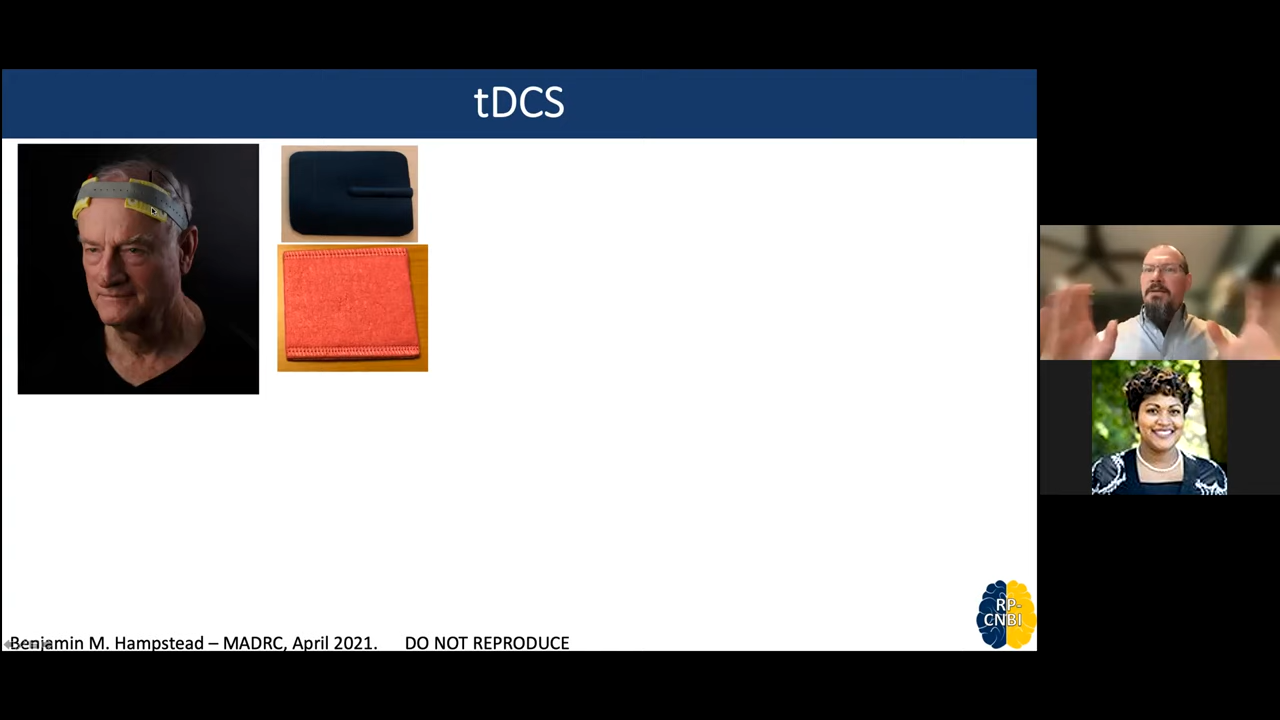 tDCS
RP-
CNBI
Benjamin M. Hampstead – MADRC, April 2021. DO NOT REPRODUCE